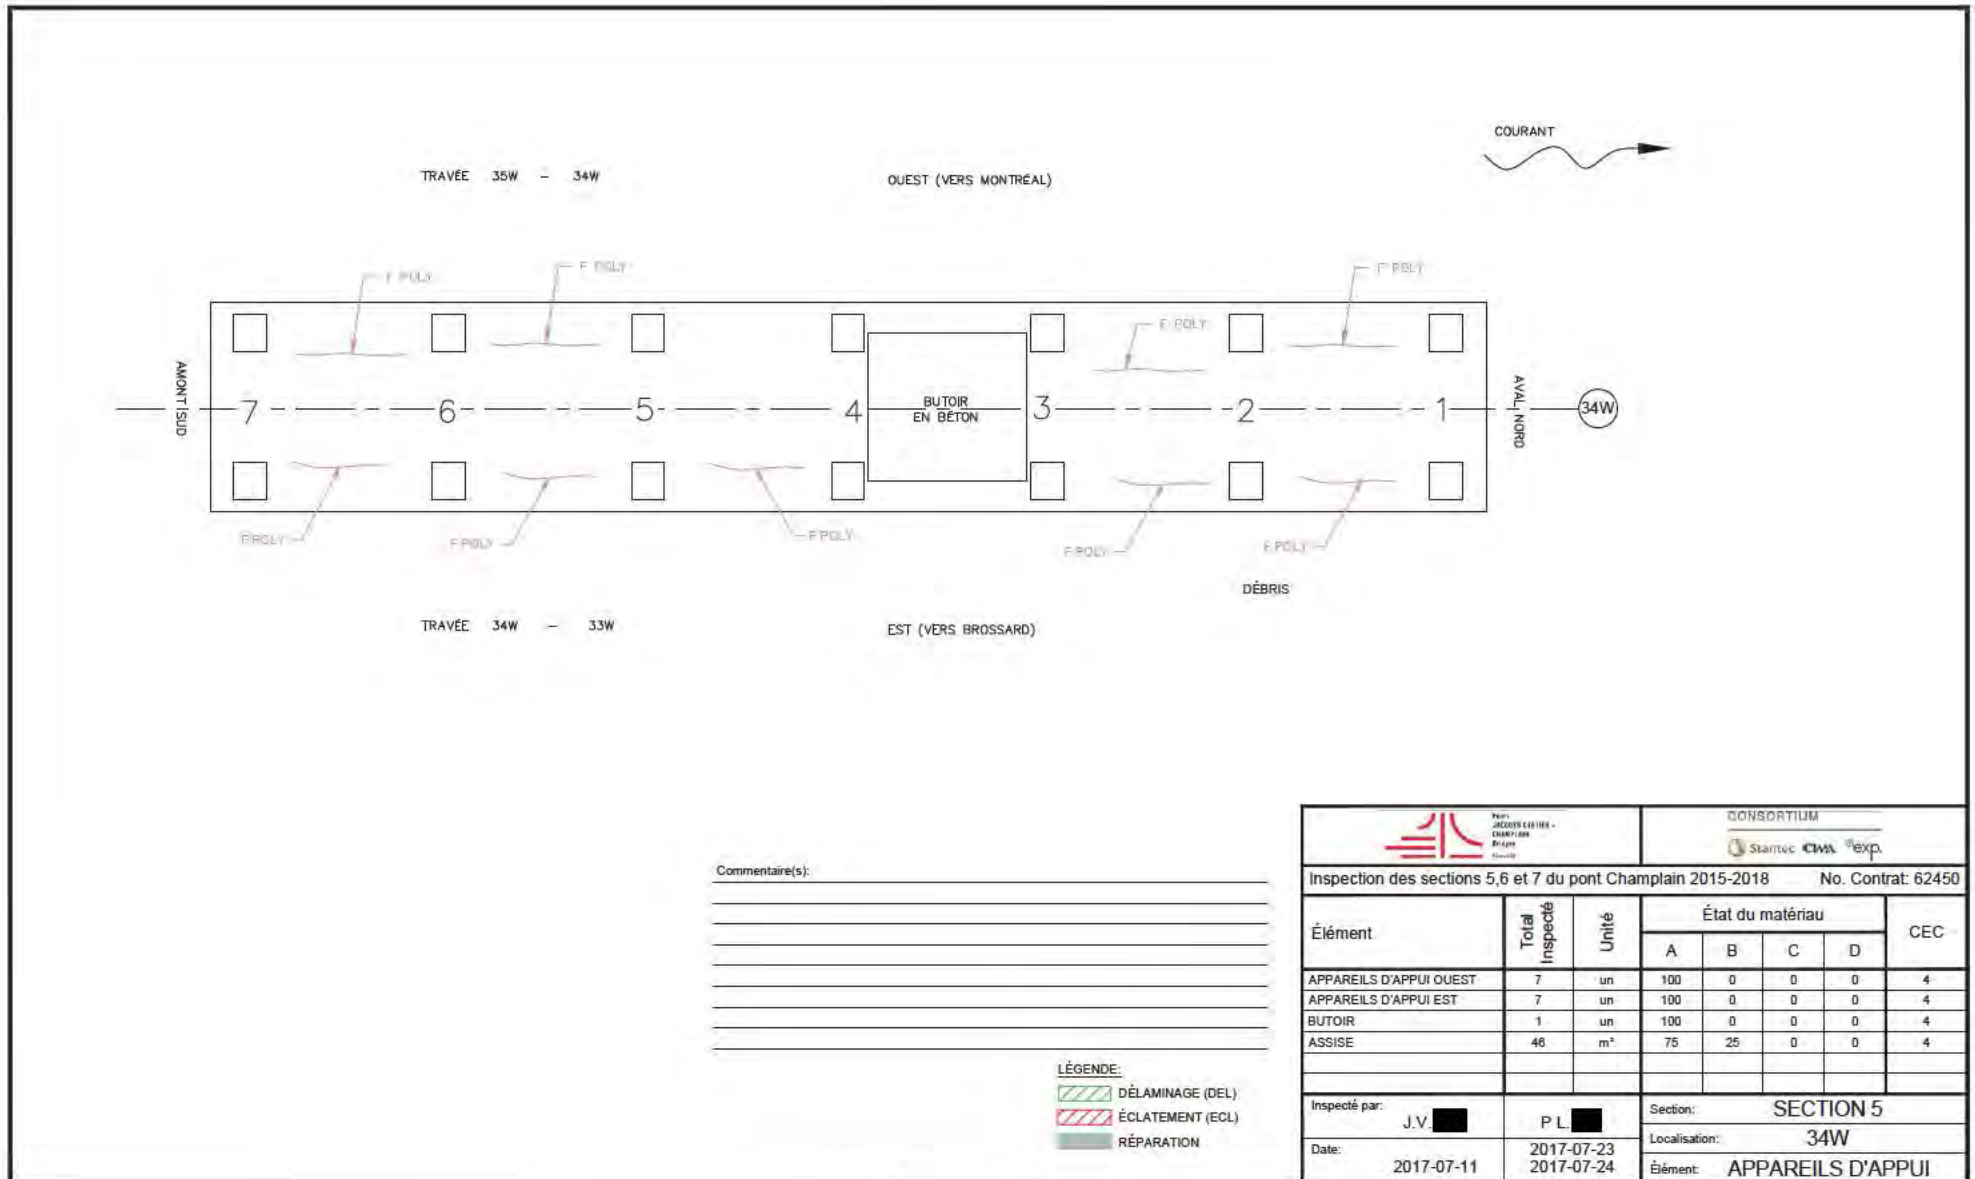 COURANT
TRAVÉE 35W – 34W
OUEST (VERS MONTRÉAL)
F POLY
F POLY
F POLY
F POLY
AMONT/SUD
7
6
5
4
BUTOIR
EN BÉTON
3
2
1
AVAL NORD
34W
F POLY
F POLY
F POLY
F POLY
F POLY
DÉBRIS
TRAVÉE 34W – 33W
EST (VERS BROSSARD)
Commentaire(s):
LÉGENDE:
DÉLAMINAGE (DEL)
ÉCLATEMENT (ECL)
RÉPARATION
JACQUES CARTIER +
CHAMPLAIN
CONSORTIUM
Stantec CIMA exp.
Inspection des sections 5,6 et 7 du pont Champlain 2015-2018 No. Contrat: 62450
Élément Total Inspecté Unité État du matériau CEC
A B C D
APPAREILS D'APPUI OUEST 7 un 100 0 0 0 4
APPAREILS D'APPUI EST 7 un 100 0 0 0 4
BUTOIR 1 un 100 0 0 0 4
ASSISE 46 m² 75 25 0 0 4
Inspecté par: J.V. P L.
Section: SECTION 5
Localisation: 34W
Date: 2017-07-11
2017-07-23
2017-07-24
Élément: APPAREILS D'APPUI